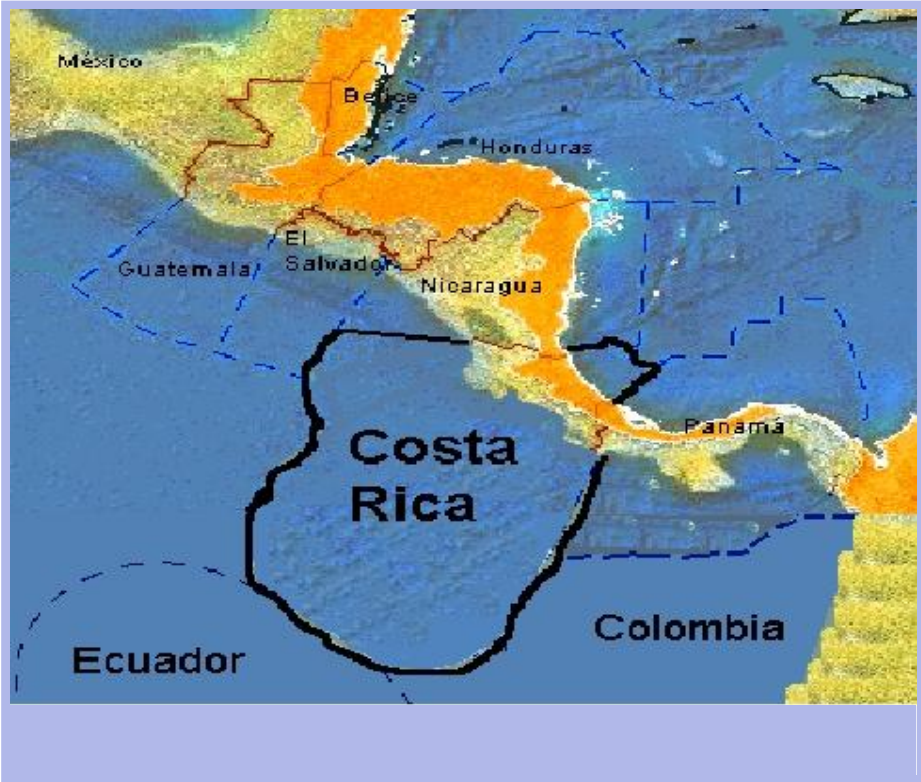 México
Belice
Honduras
El
Salvador
Guatemala
Nicaragua
Costa
Rica
Panamá
Colombia
Ecuador